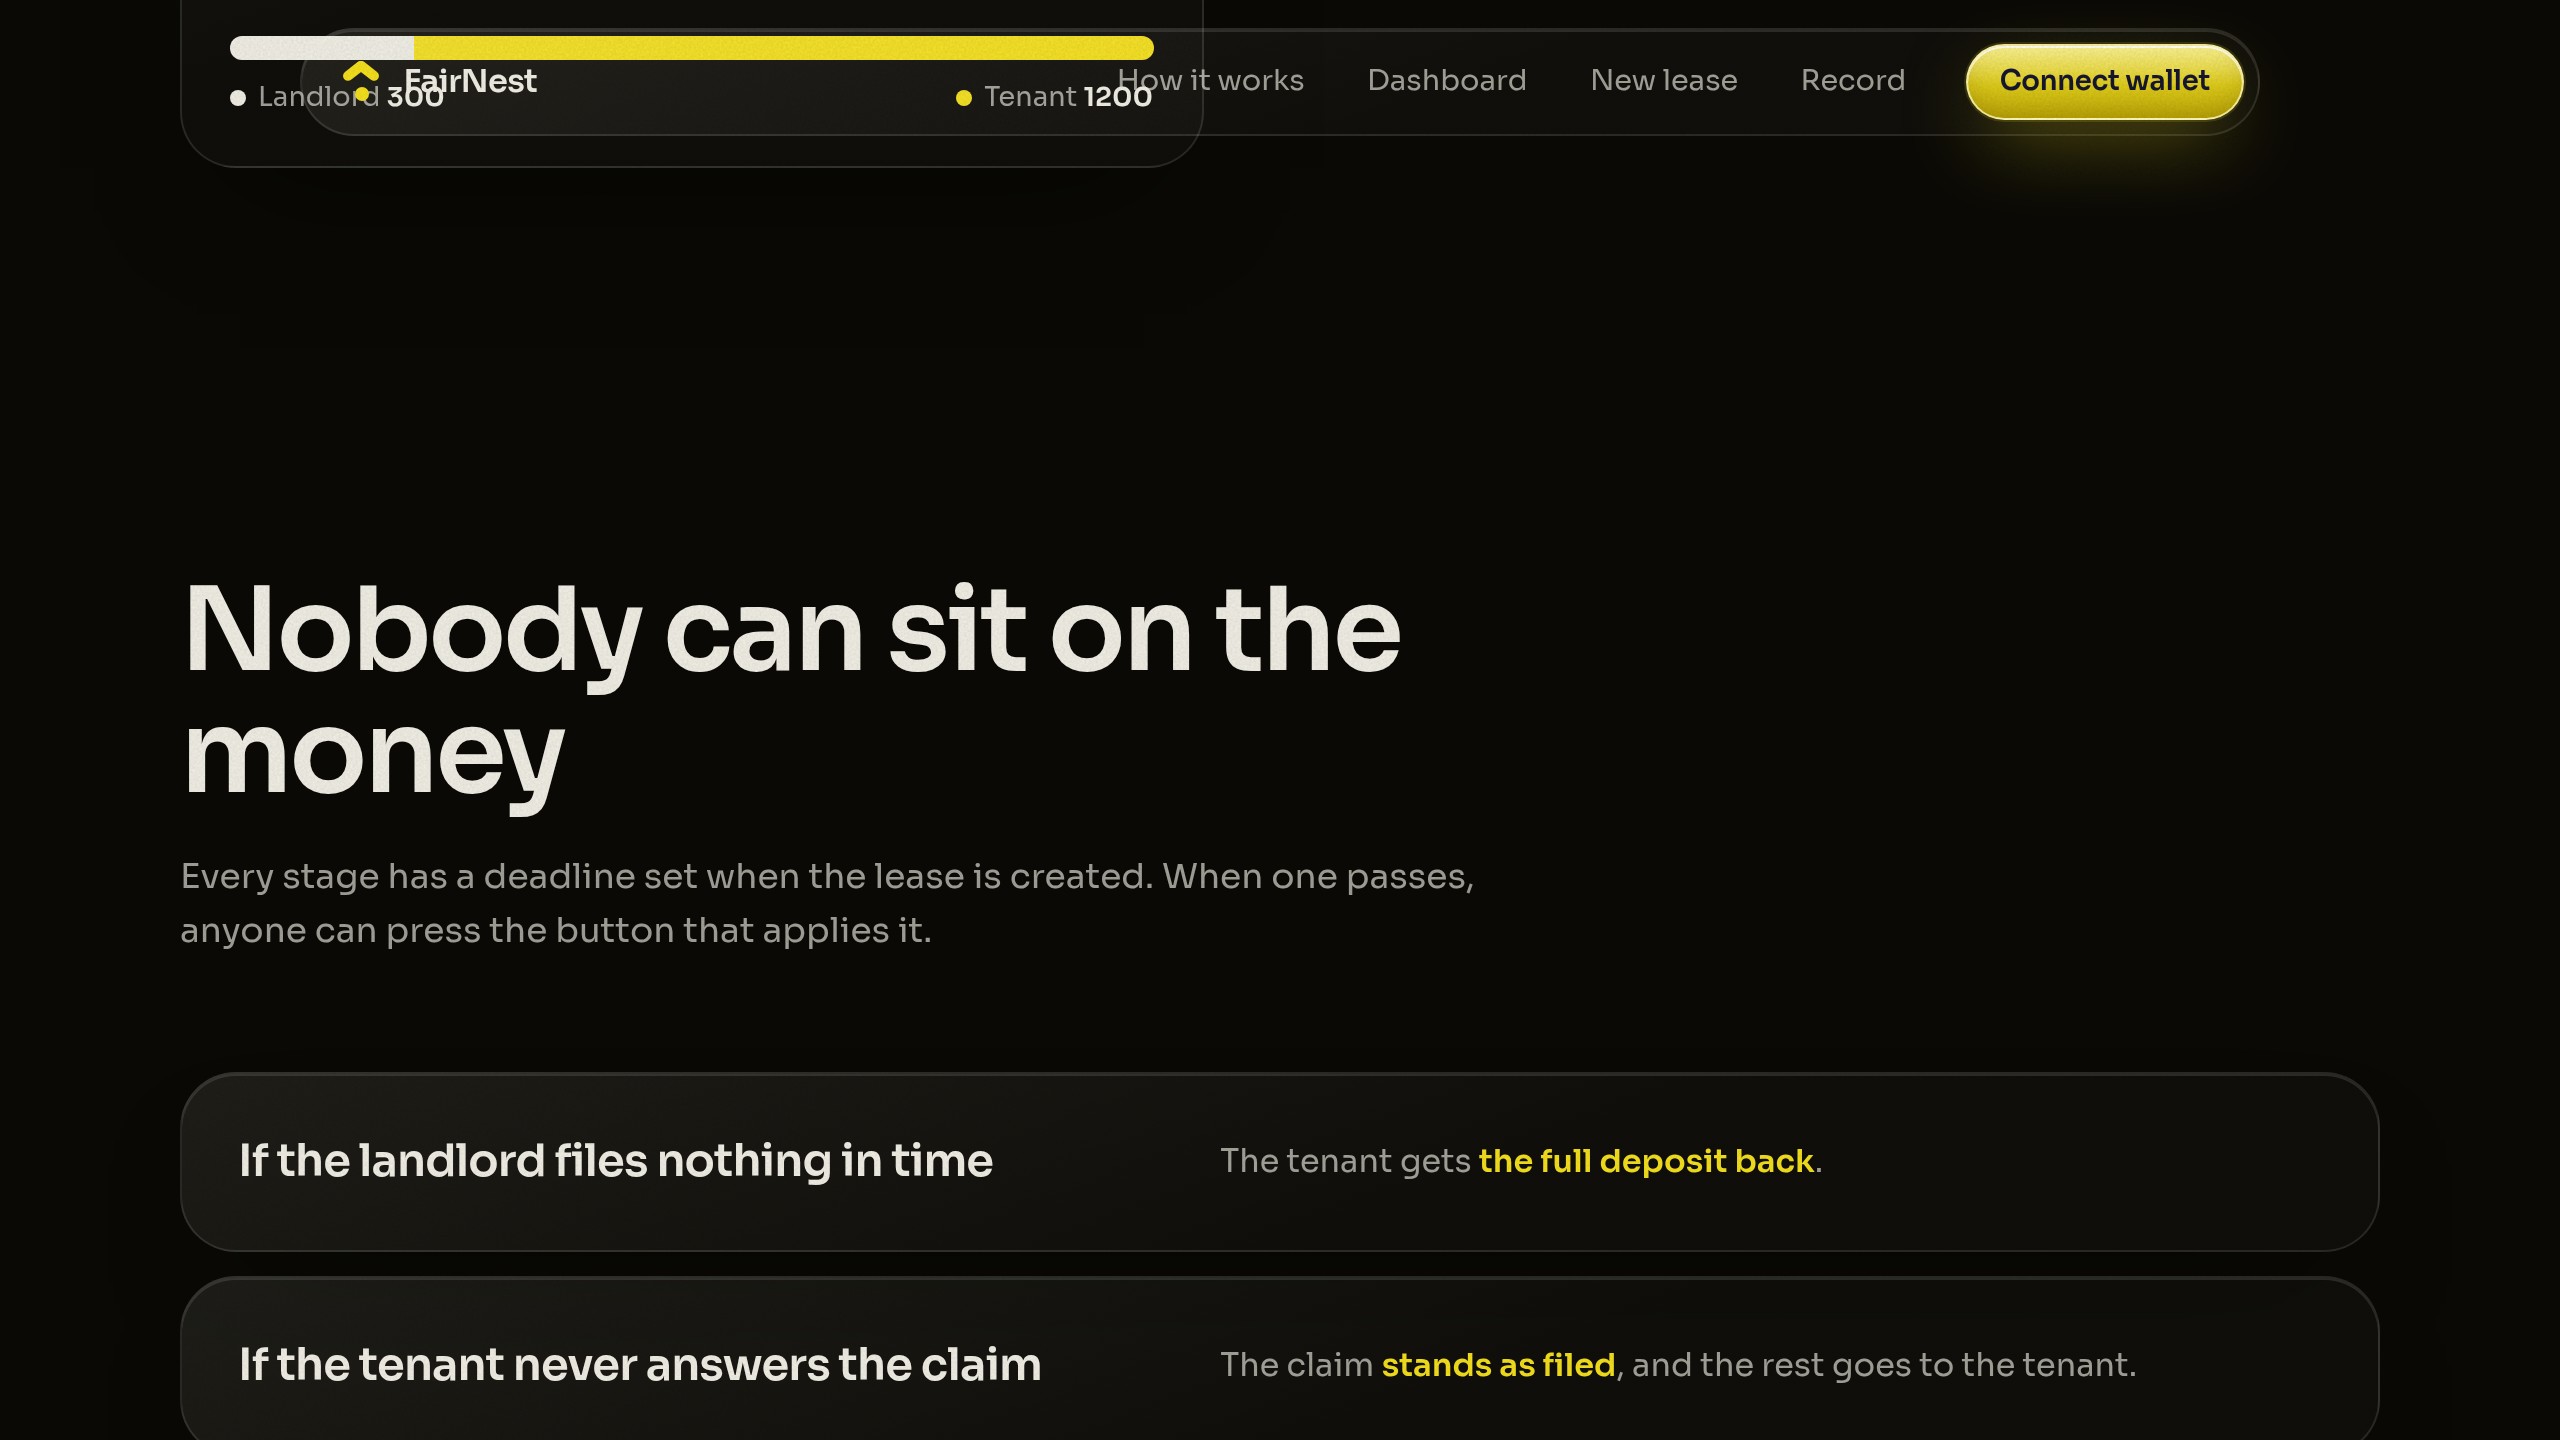 FairNest
How it works
Dashboard
New lease
Record
Connect wallet
Landlord 300
Tenant 1200
Nobody can sit on the
money
Every stage has a deadline set when the lease is created. When one passes,
anyone can press the button that applies it.
If the landlord files nothing in time
The tenant gets the full deposit back.
If the tenant never answers the claim
The claim stands as filed, and the rest goes to the tenant.